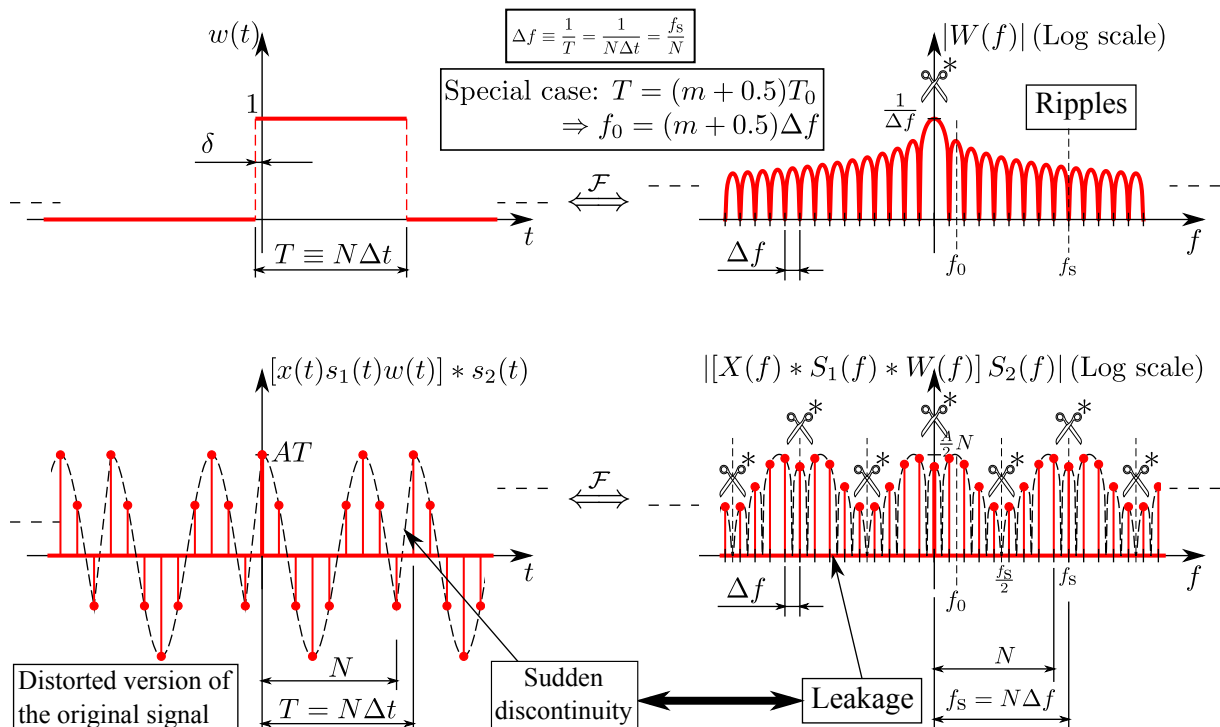 w(t)
1
δ
t
T ≡ NΔt
Δf ≡ 1/T = 1/(NΔt) = f_s/N
Special case: T = (m + 0.5)T_0
⇒ f_0 = (m + 0.5)Δf
ℱ
⟺
|W(f)| (Log scale)
*
1/Δf
Ripples
Δf
f_0
f_s
f
[x(t)s_1(t)w(t)] * s_2(t)
AT
t
N
T = NΔt
Distorted version of
the original signal
Sudden
discontinuity
ℱ
⟺
|[X(f) * S_1(f) * W(f)] S_2(f)| (Log scale)
* * *
A/2 N
* * * *
Δf
f_0
f_s/2
f_s
f
N
f_s = NΔf
Leakage